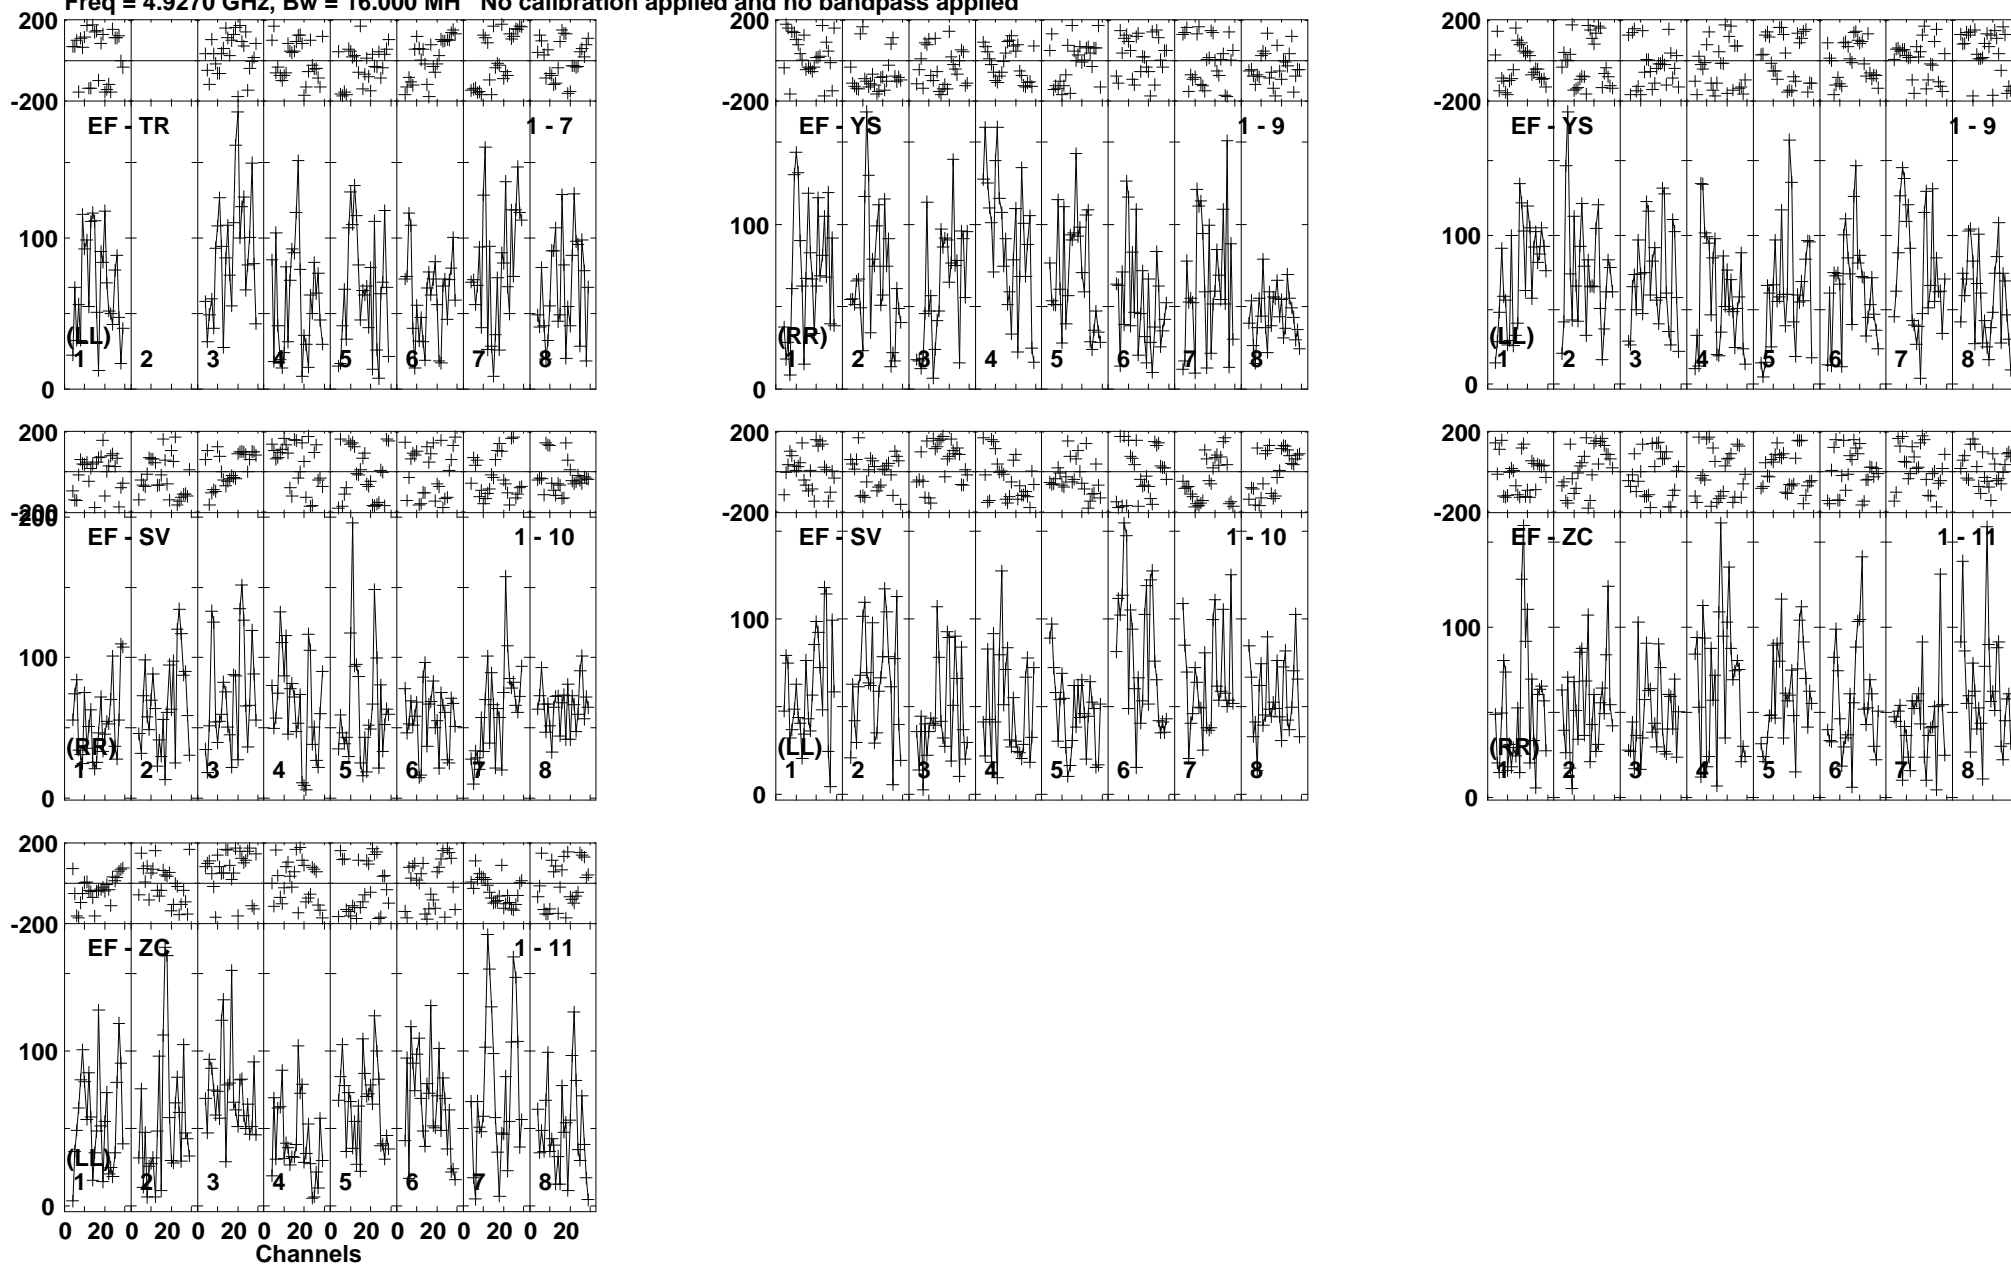 Freq = 4.9270 GHz, Bw = 16.000 MH No calibration applied and no bandpass applied
200
-200
EF - TR 1 - 7
100
0
(LL)
1 2 3 4 5 6 7 8
EF - YS 1 - 9
100
0
(RR)
1 2 3 4 5 6 7 8
200
-200
EF - YS 1 - 9
100
0
(LL)
1 2 3 4 5 6 7 8
200
-200
200
EF - SV 1 - 10
100
0
(RR)
1 2 3 4 5 6 7 8
200
-200
EF - SV 1 - 10
100
0
(LL)
1 2 3 4 5 6 7 8
200
-200
EF - ZC 1 - 11
100
0
(RR)
1 2 3 4 5 6 7 8
200
-200
EF - ZC 1 - 11
100
0
(LL)
1 2 3 4 5 6 7 8
0 20 0 20 0 20 0 20 0 20 0 20 0 20 0 20
Channels